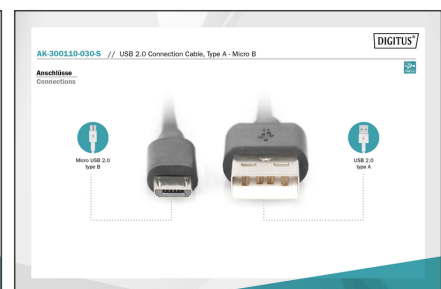 DIGITUS®
AK-300110-030-S // USB 2.0 Connection Cable, Type A - Micro B
Anschlüsse
Connections
Micro USB 2.0
type B
USB 2.0
type A